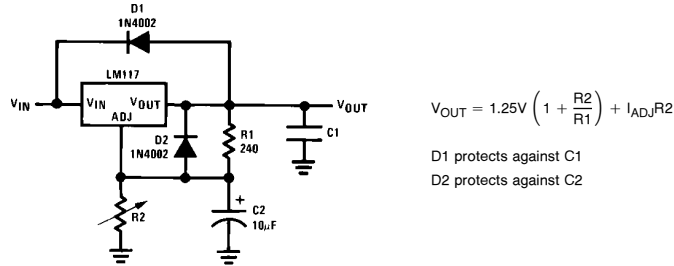 D1
1N4002
LM117
VIN
VIN
VOUT
ADJ
VOUT
D2
1N4002
R1
240
C1
R2
+
C2
10μF
VOUT = 1.25V (1 + R2/R1) + IADJR2
D1 protects against C1
D2 protects against C2